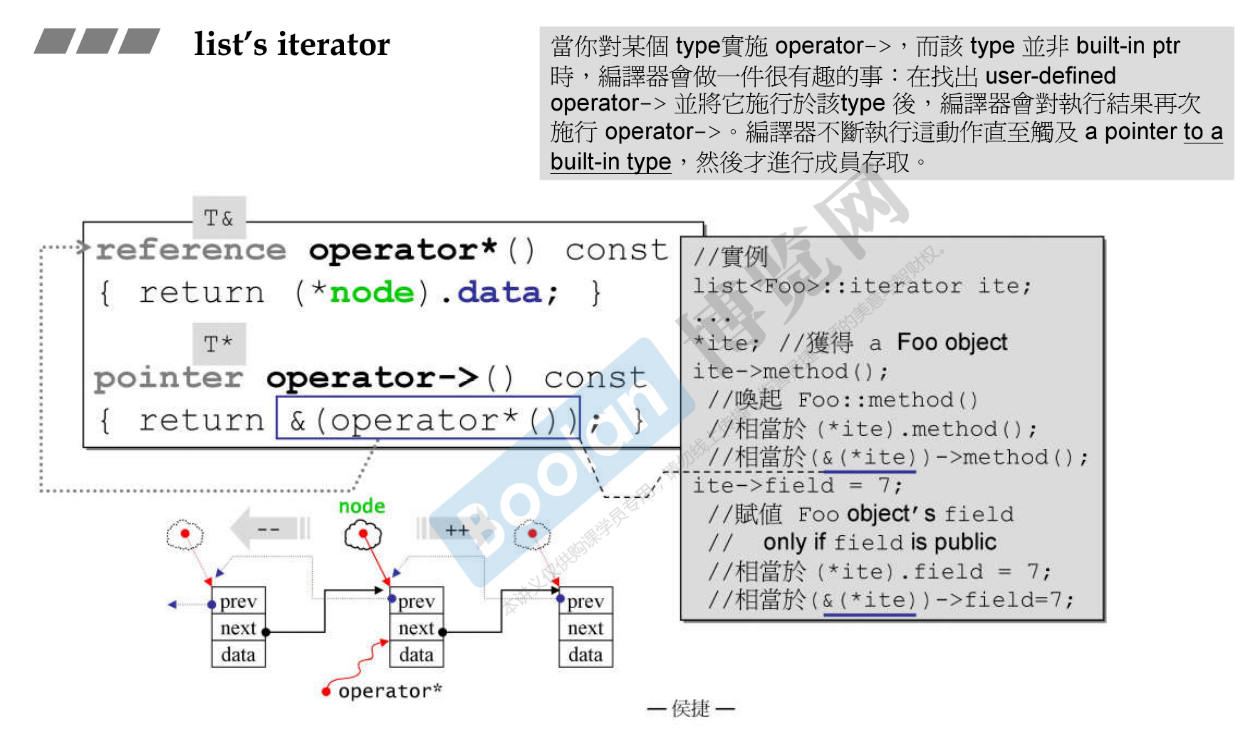 list's iterator
當你對某個 type實施 operator->，而該 type 並非 built-in ptr
時，編譯器會做一件很有趣的事：在找出 user-defined
operator-> 並將它施行於該type 後，編譯器會對執行結果再次
施行 operator->。編譯器不斷執行這動作直至觸及 a pointer to a
built-in type，然後才進行成員存取。
T&
reference operator*() const
{ return (*node).data; }
T*
pointer operator->() const
{ return &(operator*()); }
//實例
list<Foo>::iterator ite;
...
*ite; //獲得 a Foo object
ite->method();
//喚起 Foo::method()
//相當於 (*ite).method();
//相當於(&(*ite))->method();
ite->field = 7;
//賦值 Foo object's field
// only if field is public
//相當於 (*ite).field = 7;
//相當於(&(*ite))->field=7;
node
--
++
prev
next
data
prev
next
data
prev
next
data
operator*
— 侯捷 —
Boolan
博览网